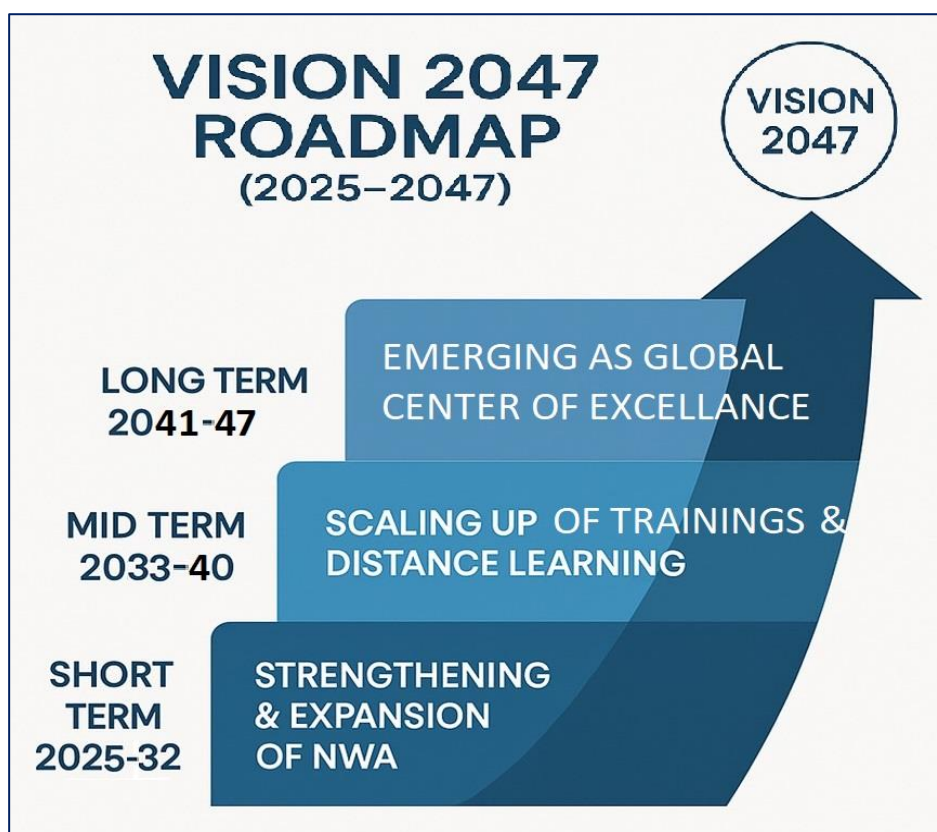 VISION 2047
ROADMAP
(2025–2047)
VISION
2047
LONG TERM
2041-47
EMERGING AS GLOBAL
CENTER OF EXCELLANCE
MID TERM
2033-40
SCALING UP OF TRAININGS &
DISTANCE LEARNING
SHORT
TERM
2025-32
STRENGTHENING
& EXPANSION
OF NWA